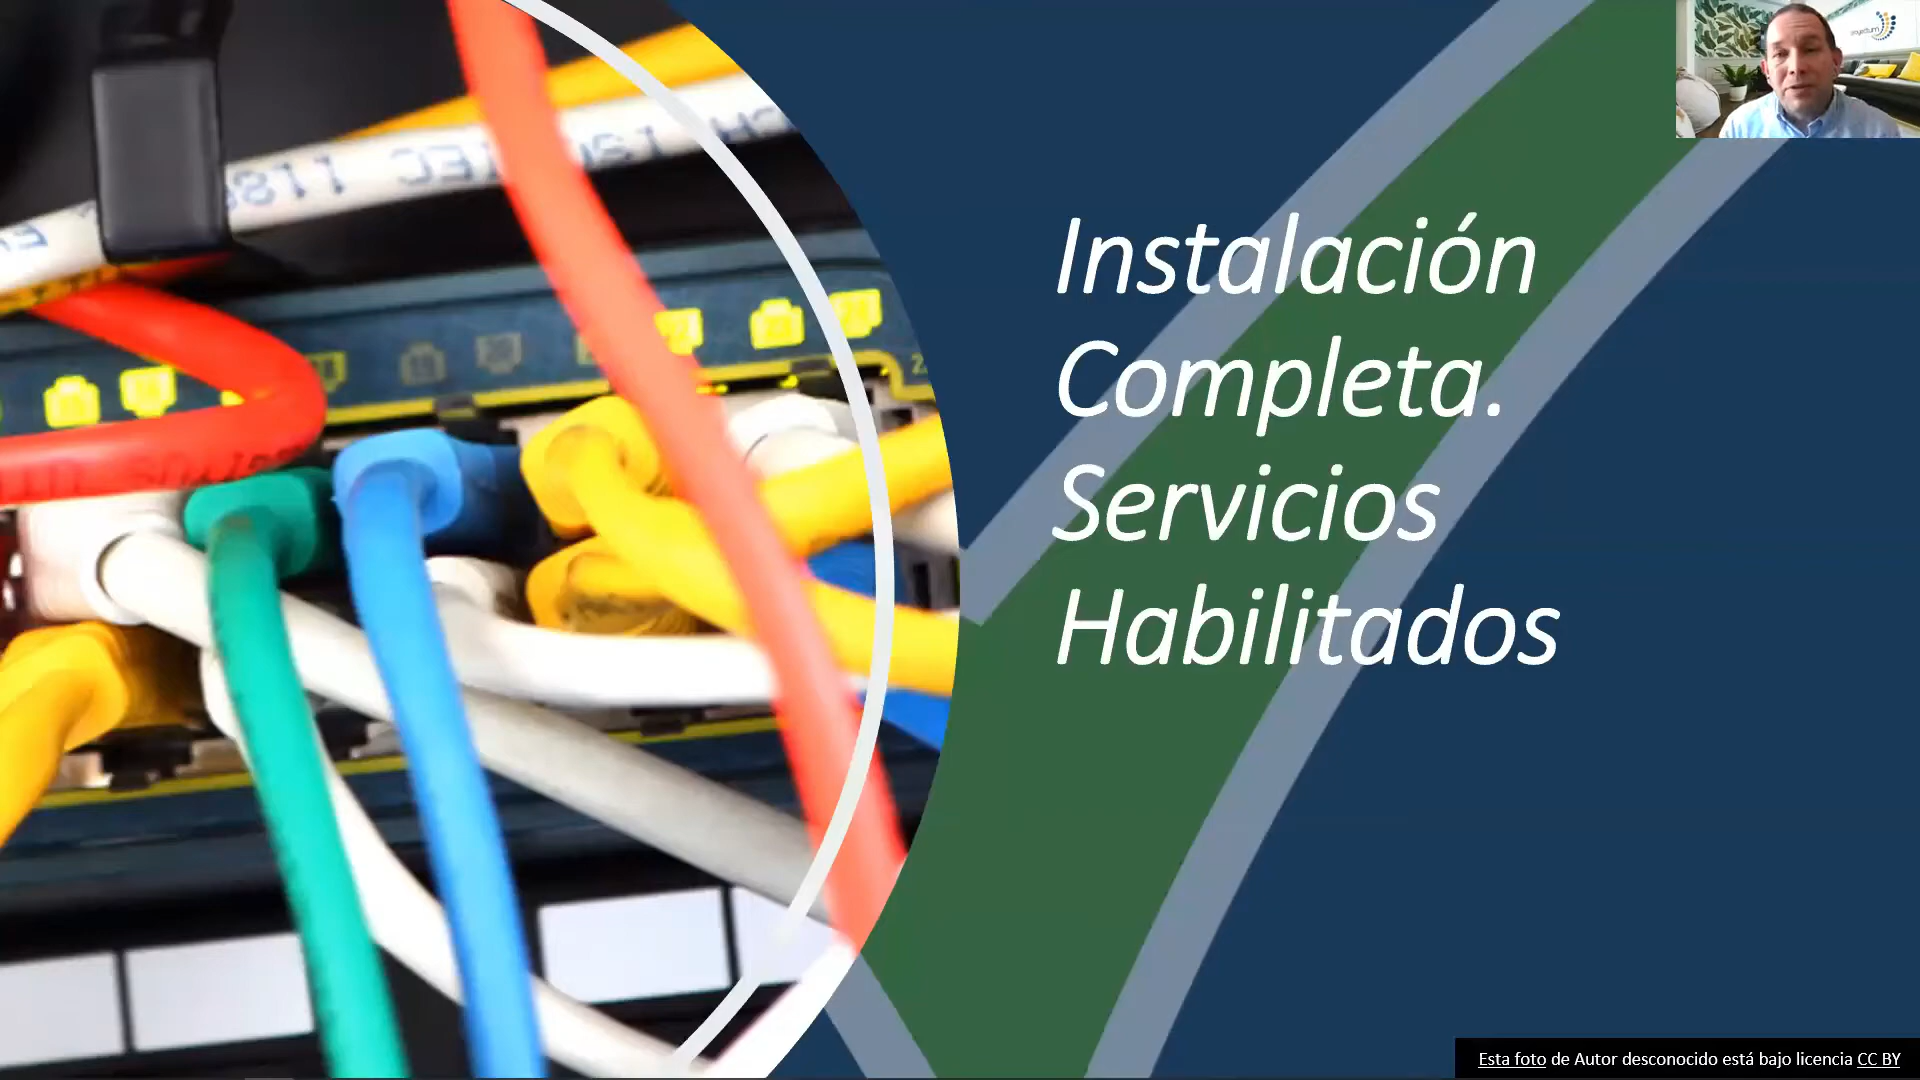 Instalación
Completa.
Servicios
Habilitados
Esta foto de Autor desconocido está bajo licencia CC BY